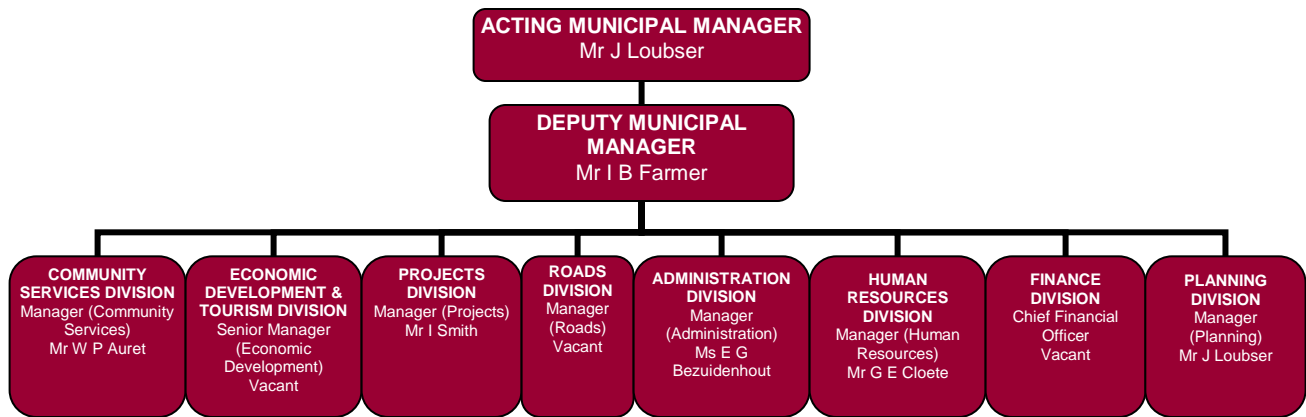 ACTING MUNICIPAL MANAGER
Mr J Loubser
DEPUTY MUNICIPAL
MANAGER
Mr I B Farmer
COMMUNITY
SERVICES DIVISION
Manager (Community
Services)
Mr W P Auret
ECONOMIC
DEVELOPMENT &
TOURISM DIVISION
Senior Manager
(Economic
Development)
Vacant
PROJECTS
DIVISION
Manager (Projects)
Mr I Smith
ROADS
DIVISION
Manager
(Roads)
Vacant
ADMINISTRATION
DIVISION
Manager
(Administration)
Ms E G
Bezuidenhout
HUMAN
RESOURCES
DIVISION
Manager (Human
Resources)
Mr G E Cloete
FINANCE
DIVISION
Chief Financial
Officer
Vacant
PLANNING
DIVISION
Manager
(Planning)
Mr J Loubser